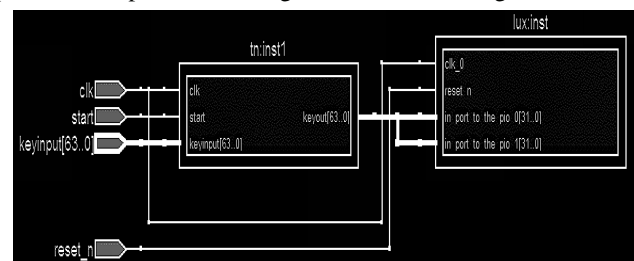 lux:inst
tn:inst1
clk_0
clk
clk
reset n
start
start
keyout[63..0]
in port to the pio 0[31..0]
keyinput[63..0]
keyinput[63..0]
in port to the pio 1[31..0]
reset_n